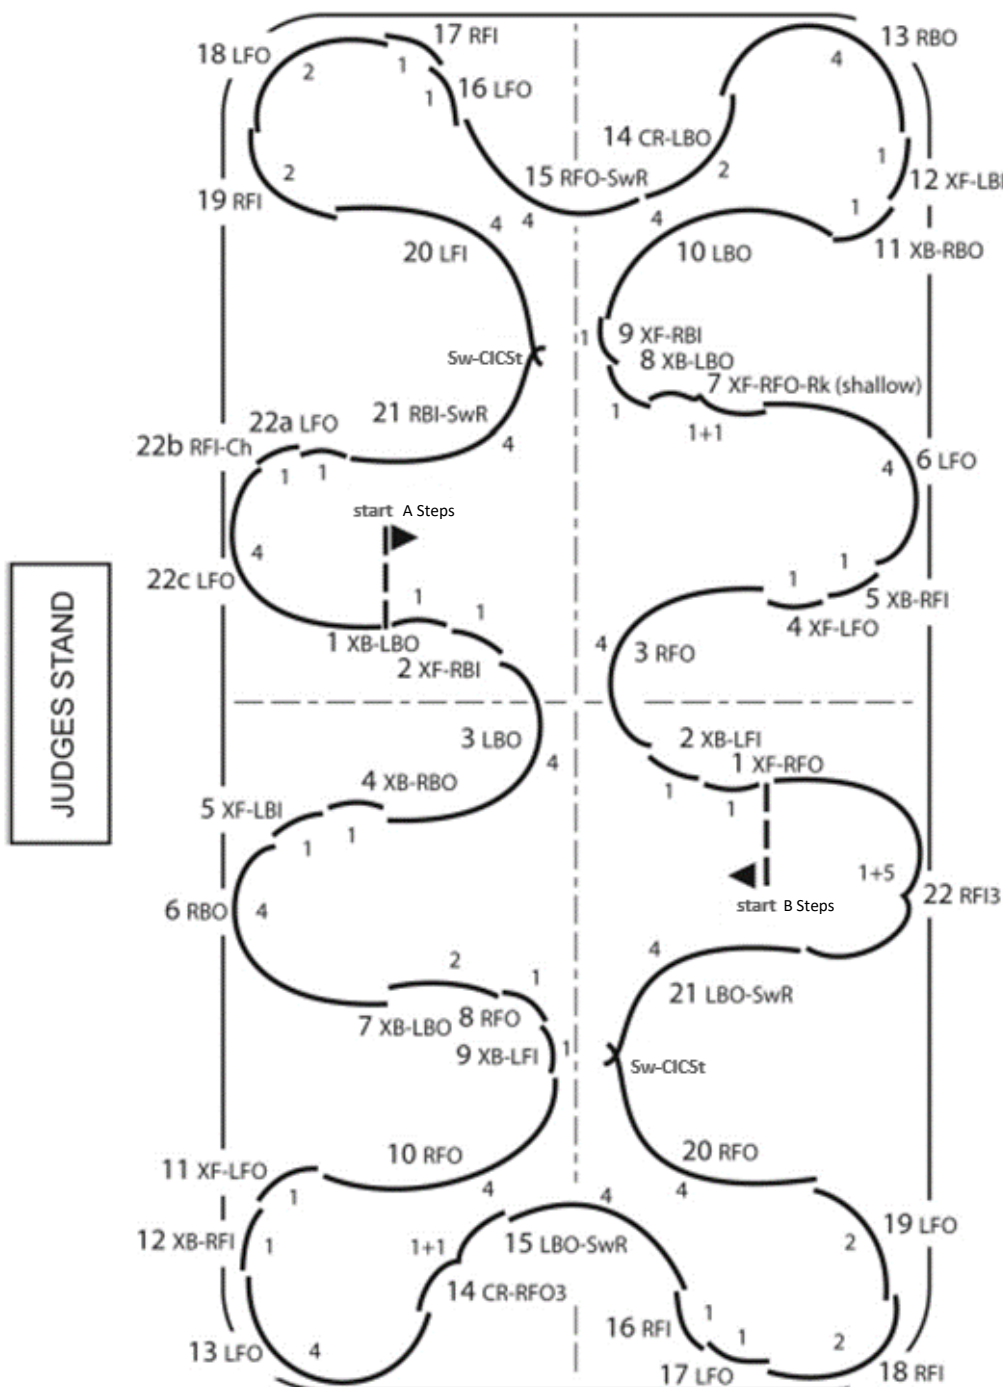 17 RFI
13 RBO
18 LFO
4
2
1
16 LFO
1
14 CR-LBO
1
2
15 RFO-SwR
2
12 XF-LBI
19 RFI
1
4
4
4
20 LFI
10 LBO
11 XB-RBO
1
9 XF-RBI
Sw-ClCSt
8 XB-LBO
7 XF-RFO-Rk (shallow)
21 RBI-SwR
1
22a LFO
1+1
22b RFI-Ch
4
6 LFO
1
1
4
start A Steps
4
1
22c LFO
1
1
5 XB-RFI
1
1
4 XF-LFO
1 XB-LBO
4
3 RFO
2 XF-RBI
JUDGES STAND
3 LBO
2 XB-LFI
4
1 XF-RFO
4 XB-RBO
1
5 XF-LBI
1
1
1
1+5
22 RFI3
6 RBO
4
start B Steps
4
2
1
21 LBO-SwR
7 XB-LBO
8 RFO
9 XB-LFI
1
Sw-ClCSt
10 RFO
20 RFO
11 XF-LFO
1
4
4
4
19 LFO
12 XB-RFI
1
1+1
15 LBO-SwR
2
14 CR-RFO3
1
16 RFI
1
13 LFO
4
2
17 LFO
18 RFI